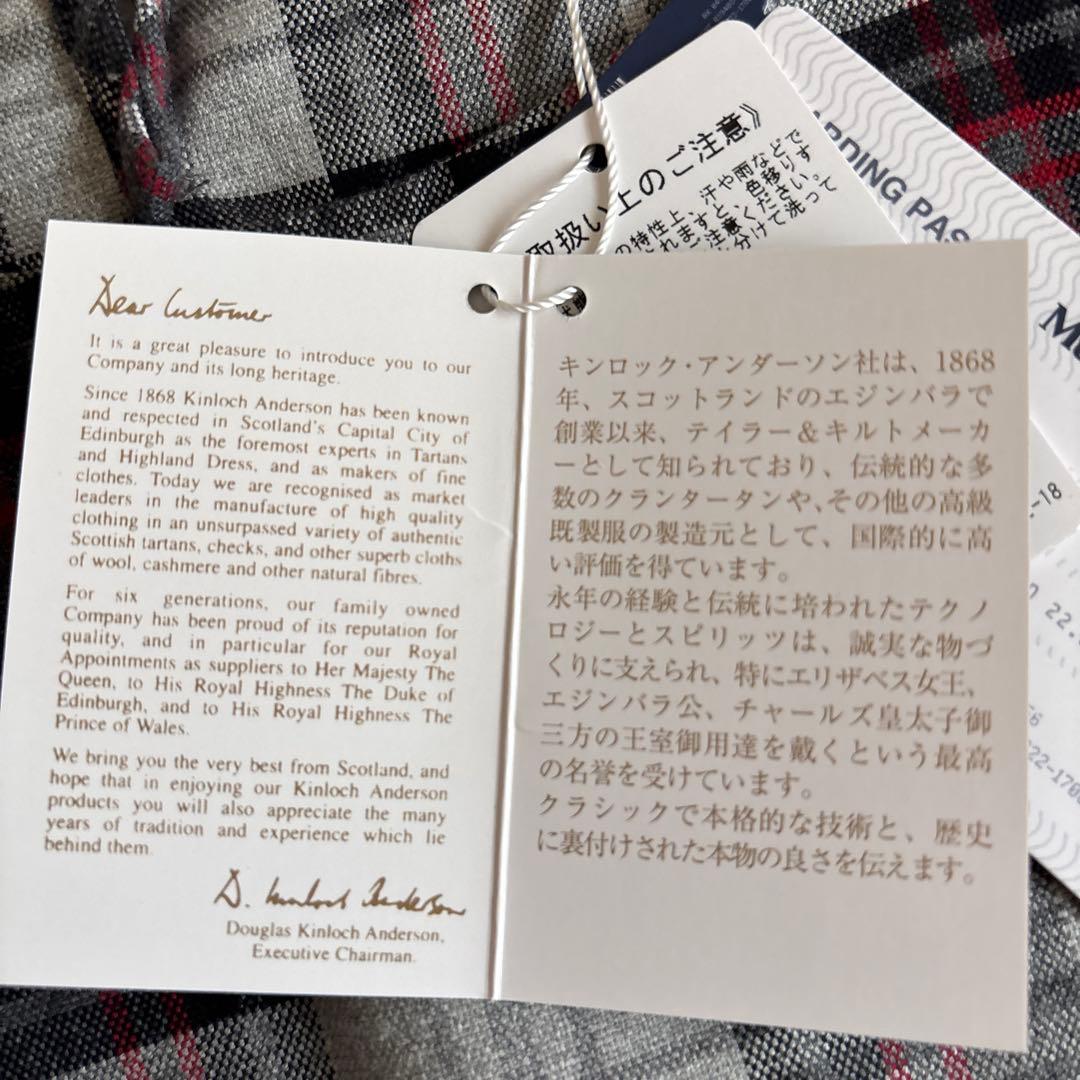 Dear Customer
It is a great pleasure to introduce you to our
Company and its long heritage.
Since 1868 Kinloch Anderson has been known
and respected in Scotland's Capital City of
Edinburgh as the foremost experts in Tartans
and Highland Dress, and as makers of fine
clothes. Today we are recognised as market
leaders in the manufacture of high quality
clothing in an unsurpassed variety of authentic
Scottish tartans, checks, and other superb cloths
of wool, cashmere and other natural fibres.
For six generations, our family owned
Company has been proud of its reputation for
quality, and in particular for our Royal
Appointments as suppliers to Her Majesty The
Queen, to His Royal Highness The Duke of
Edinburgh, and to His Royal Highness The
Prince of Wales.
We bring you the very best from Scotland, and
hope that in enjoying our Kinloch Anderson
products you will also appreciate the many
years of tradition and experience which lie
behind them.
D. Kinloch Anderson
Douglas Kinloch Anderson,
Executive Chairman.
キンロック・アンダーソン社は、1868
年、スコットランドのエジンバラで
創業以来、テイラー&キルトメーカ
ーとして知られており、伝統的な多
数のクランタータンや、その他の高級
既製服の製造元として、国際的に高
い評価を得ています。
永年の経験と伝統に培われたテクノ
ロジーとスピリッツは、誠実な物づ
くりに支えられ、特にエリザベス女王、
エジンバラ公、チャールズ皇太子御
三方の王室御用達を戴くという最高
の名誉を受けています。
クラシックで本格的な技術と、歴史
に裏付けされた本物の良さを伝えます。
取扱い上のご注意》
の特性上、汗や雨などで
ARDING PAS
-18
22.